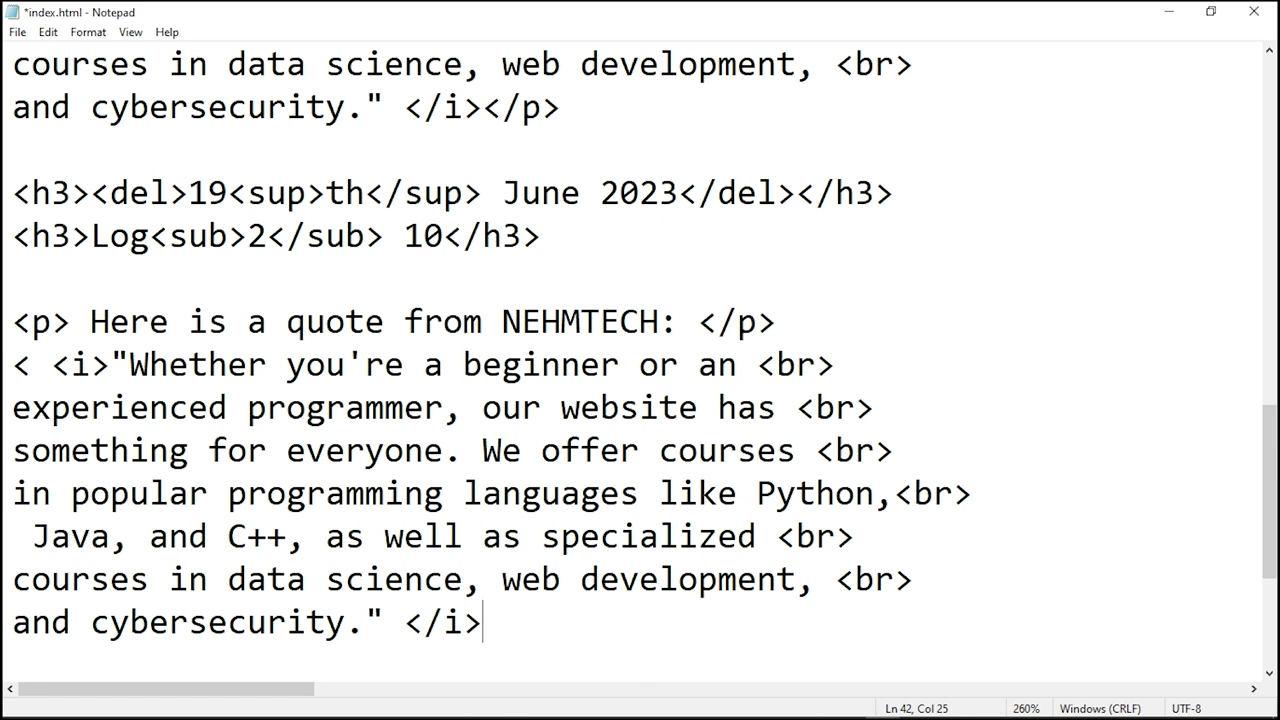 *index.html - Notepad
File Edit Format View Help
courses in data science, web development, <br>
and cybersecurity." </i></p>
<h3><del>19<sup>th</sup> June 2023</del></h3>
<h3>Log<sub>2</sub> 10</h3>
<p> Here is a quote from NEHMTECH: </p>
< <i>"Whether you're a beginner or an <br>
experienced programmer, our website has <br>
something for everyone. We offer courses <br>
in popular programming languages like Python,<br>
Java, and C++, as well as specialized <br>
courses in data science, web development, <br>
and cybersecurity." </i>
Ln 42, Col 25 260% Windows (CRLF) UTF-8